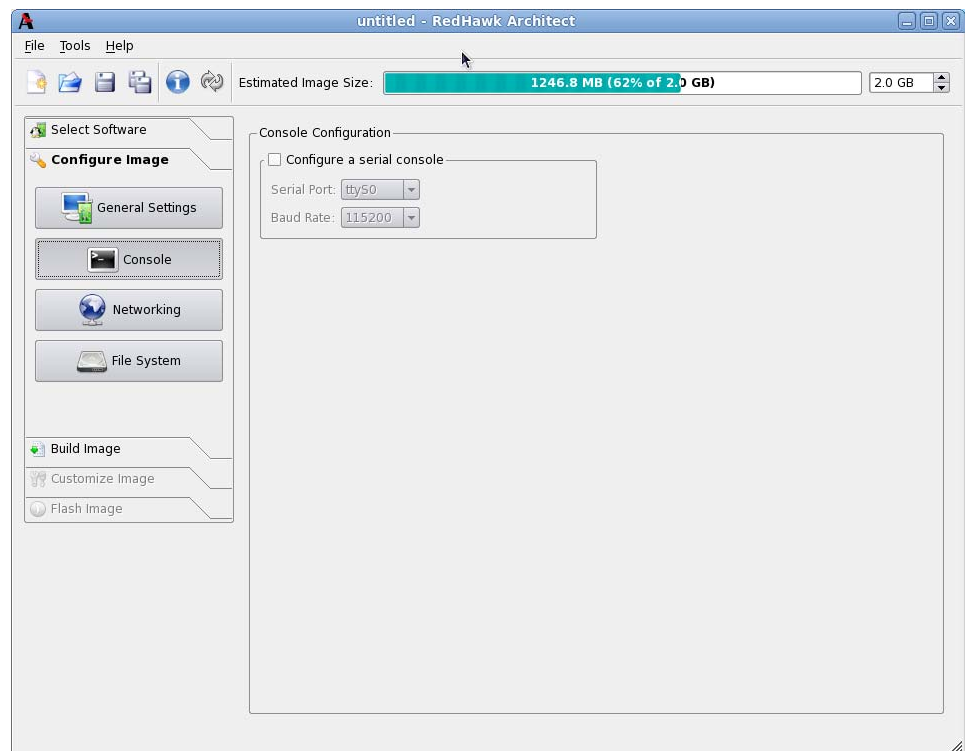 untitled - RedHawk Architect
File Tools Help
Estimated Image Size: 1246.8 MB (62% of 2.0 GB) 2.0 GB
Select Software
Configure Image
General Settings
Console
Networking
File System
Build Image
Customize Image
Flash Image
Console Configuration
Configure a serial console
Serial Port: ttyS0
Baud Rate: 115200